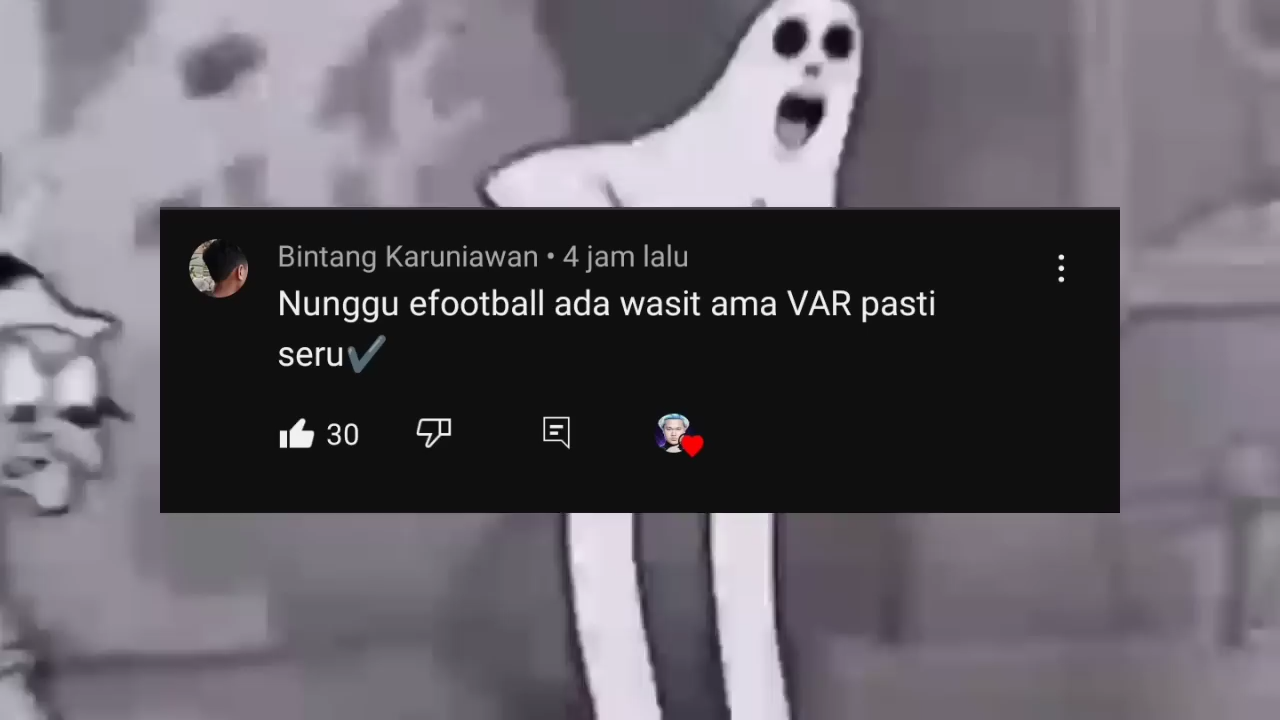 Bintang Karuniawan • 4 jam lalu
Nunggu efootball ada wasit ama VAR pasti
seru✔️
30